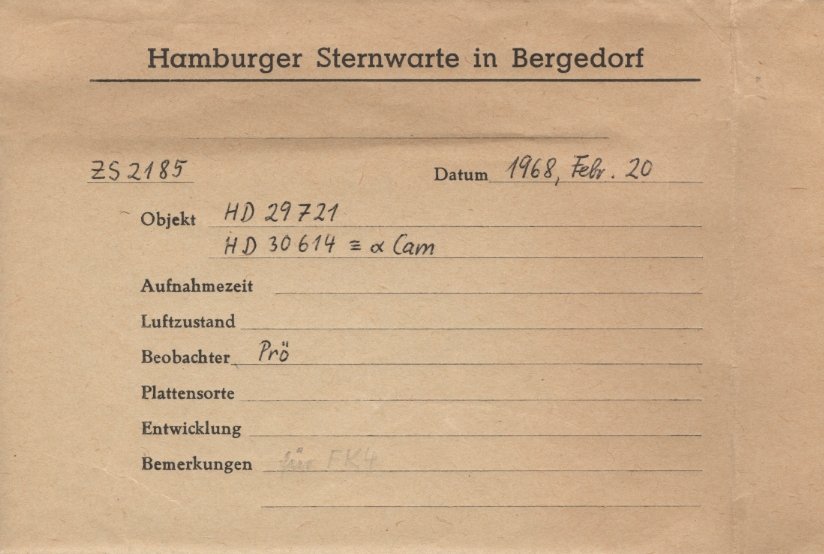 Hamburger Sternwarte in Bergedorf
ZS 2185 Datum 1968, Febr. 20
Objekt HD 29721
HD 30614 ≡ α Cam
Aufnahmezeit
Luftzustand
Beobachter Prö
Plattensorte
Entwicklung
Bemerkungen für FK4